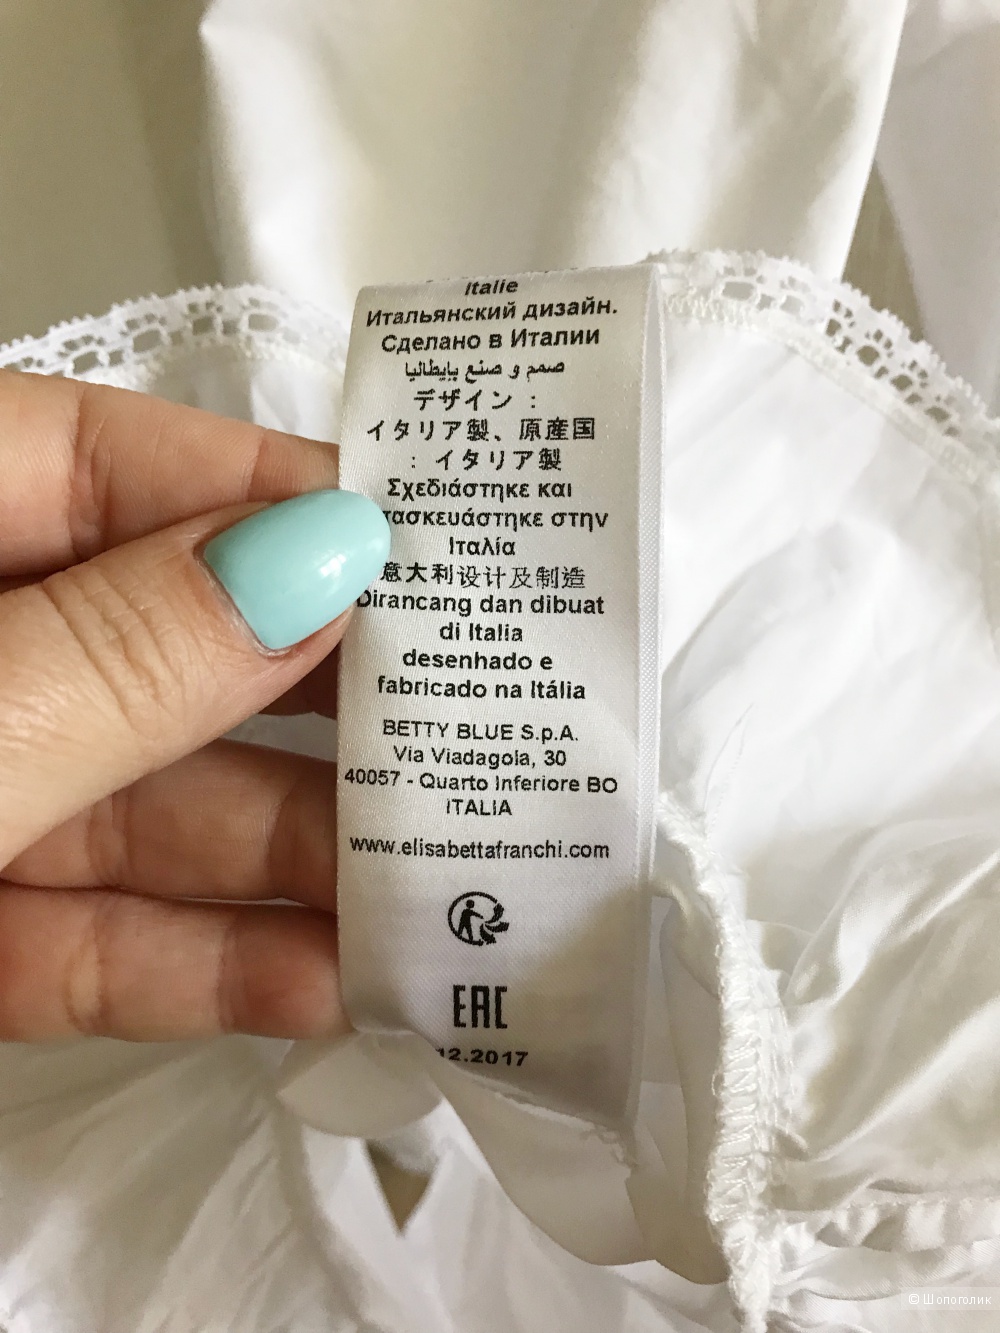 Italie
Итальянский дизайн.
Сделано в Италии
صمم و صنع بإيطاليا
デザイン :
イタリア製、原産国
: イタリア製
Σχεδιάστηκε και
τασκευάστηκε στην
Ιταλία
意大利设计及制造
Dirancang dan dibuat
di Italia
desenhado e
fabricado na Itália
BETTY BLUE S.p.A.
Via Viadagola, 30
40057 - Quarto Inferiore BO
ITALIA
www.elisabettafranchi.com
EAC
12.2017
© Шопоголик